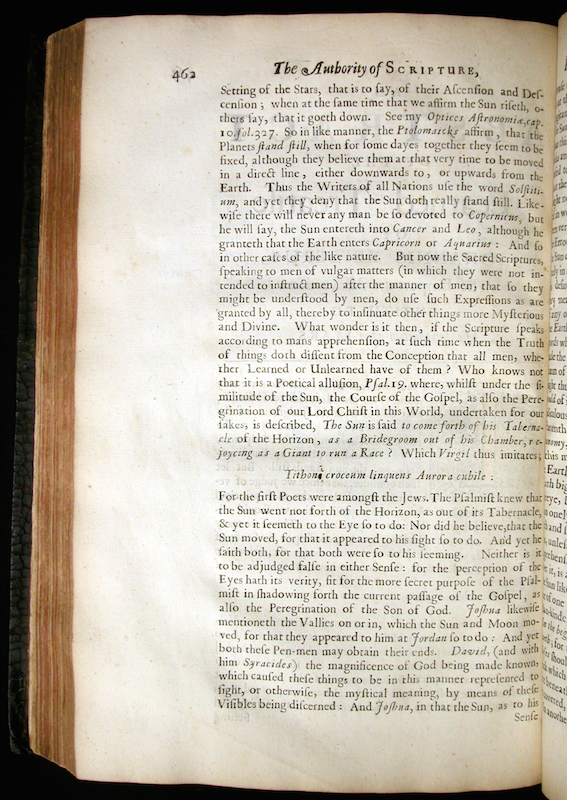 462
The Authority of SCRIPTURE,
Setting of the Stars, that is to ſay, of their Aſcenſion and Deſ-
cenſion; when at the ſame time that we affirm the Sun riſeth, o-
thers ſay, that it goeth down. See my Optices Aſtronomiæ, cap.
10. fol. 327. So in like manner, the Ptolomaicks affirm, that the
Planets ſtand ſtill, when for ſome dayes together they ſeem to be
fixed, although they believe them at that very time to be moved
in a direct line, either downwards to, or upwards from the
Earth. Thus the Writers of all Nations uſe the word Solſtiti-
um, and yet they deny that the Sun doth really ſtand ſtill. Like-
wiſe there will never any man be ſo devoted to Copernicus, but
he will ſay, the Sun entereth into Cancer and Leo, although he
granteth that the Earth enters Capricorn or Aquarius: And ſo
in other caſes of the like nature. But now the Sacred Scriptures,
ſpeaking to men of vulgar matters (in which they were not in-
tended to inſtruct men) after the manner of men, that ſo they
might be underſtood by men, do uſe ſuch Expreſſions as are
granted by all, thereby to inſinuate other things more Myſterious
and Divine. What wonder is it then, if the Scripture ſpeaks
according to mans apprehenſion, at ſuch time when the Truth
of things doth diſſent from the Conception that all men, whe-
ther Learned or Unlearned have of them? Who knows not
that it is a Poetical alluſion, Pſal. 19. where, whilſt under the ſi-
militude of the Sun, the Courſe of the Goſpel, as alſo the Pere-
grination of our Lord Chriſt in this World, undertaken for our
ſakes, is deſcribed, The Sun is ſaid to come forth of his Taberna-
cle of the Horizon, as a Bridegroom out of his Chamber, re-
joycing as a Giant to run a Race? Which Virgil thus imitates;
Tithoni croceum linquens Aurora cubile:
For the firſt Poets were amongſt the Jews. The Pſalmiſt knew that
the Sun went not forth of the Horizon, as out of its Tabernacle,
& yet it ſeemeth to the Eye ſo to do: Nor did he believe, that the
Sun moved, for that it appeared to his ſight ſo to do. And yet he
ſaith both, for that both were ſo to his ſeeming. Neither is it
to be adjudged falſe in either Senſe: for the perception of the
Eyes hath its verity, fit for the more ſecret purpoſe of the Pſal-
miſt in ſhadowing forth the current paſſage of the Goſpel, as
alſo the Peregrination of the Son of God. Joſhua likewiſe
mentioneth the Vallies on or in, which the Sun and Moon mo-
ved, for that they appeared to him at Jordan ſo to do: And yet
both theſe Pen-men may obtain their ends. David, (and with
him Syracides) the magnificence of God being made known,
which cauſed theſe things to be in this manner repreſented to
ſight, or otherwiſe, the myſtical meaning, by means of theſe
Viſibles being diſcerned: And Joſhua, in that the Sun, as to his
Senſe